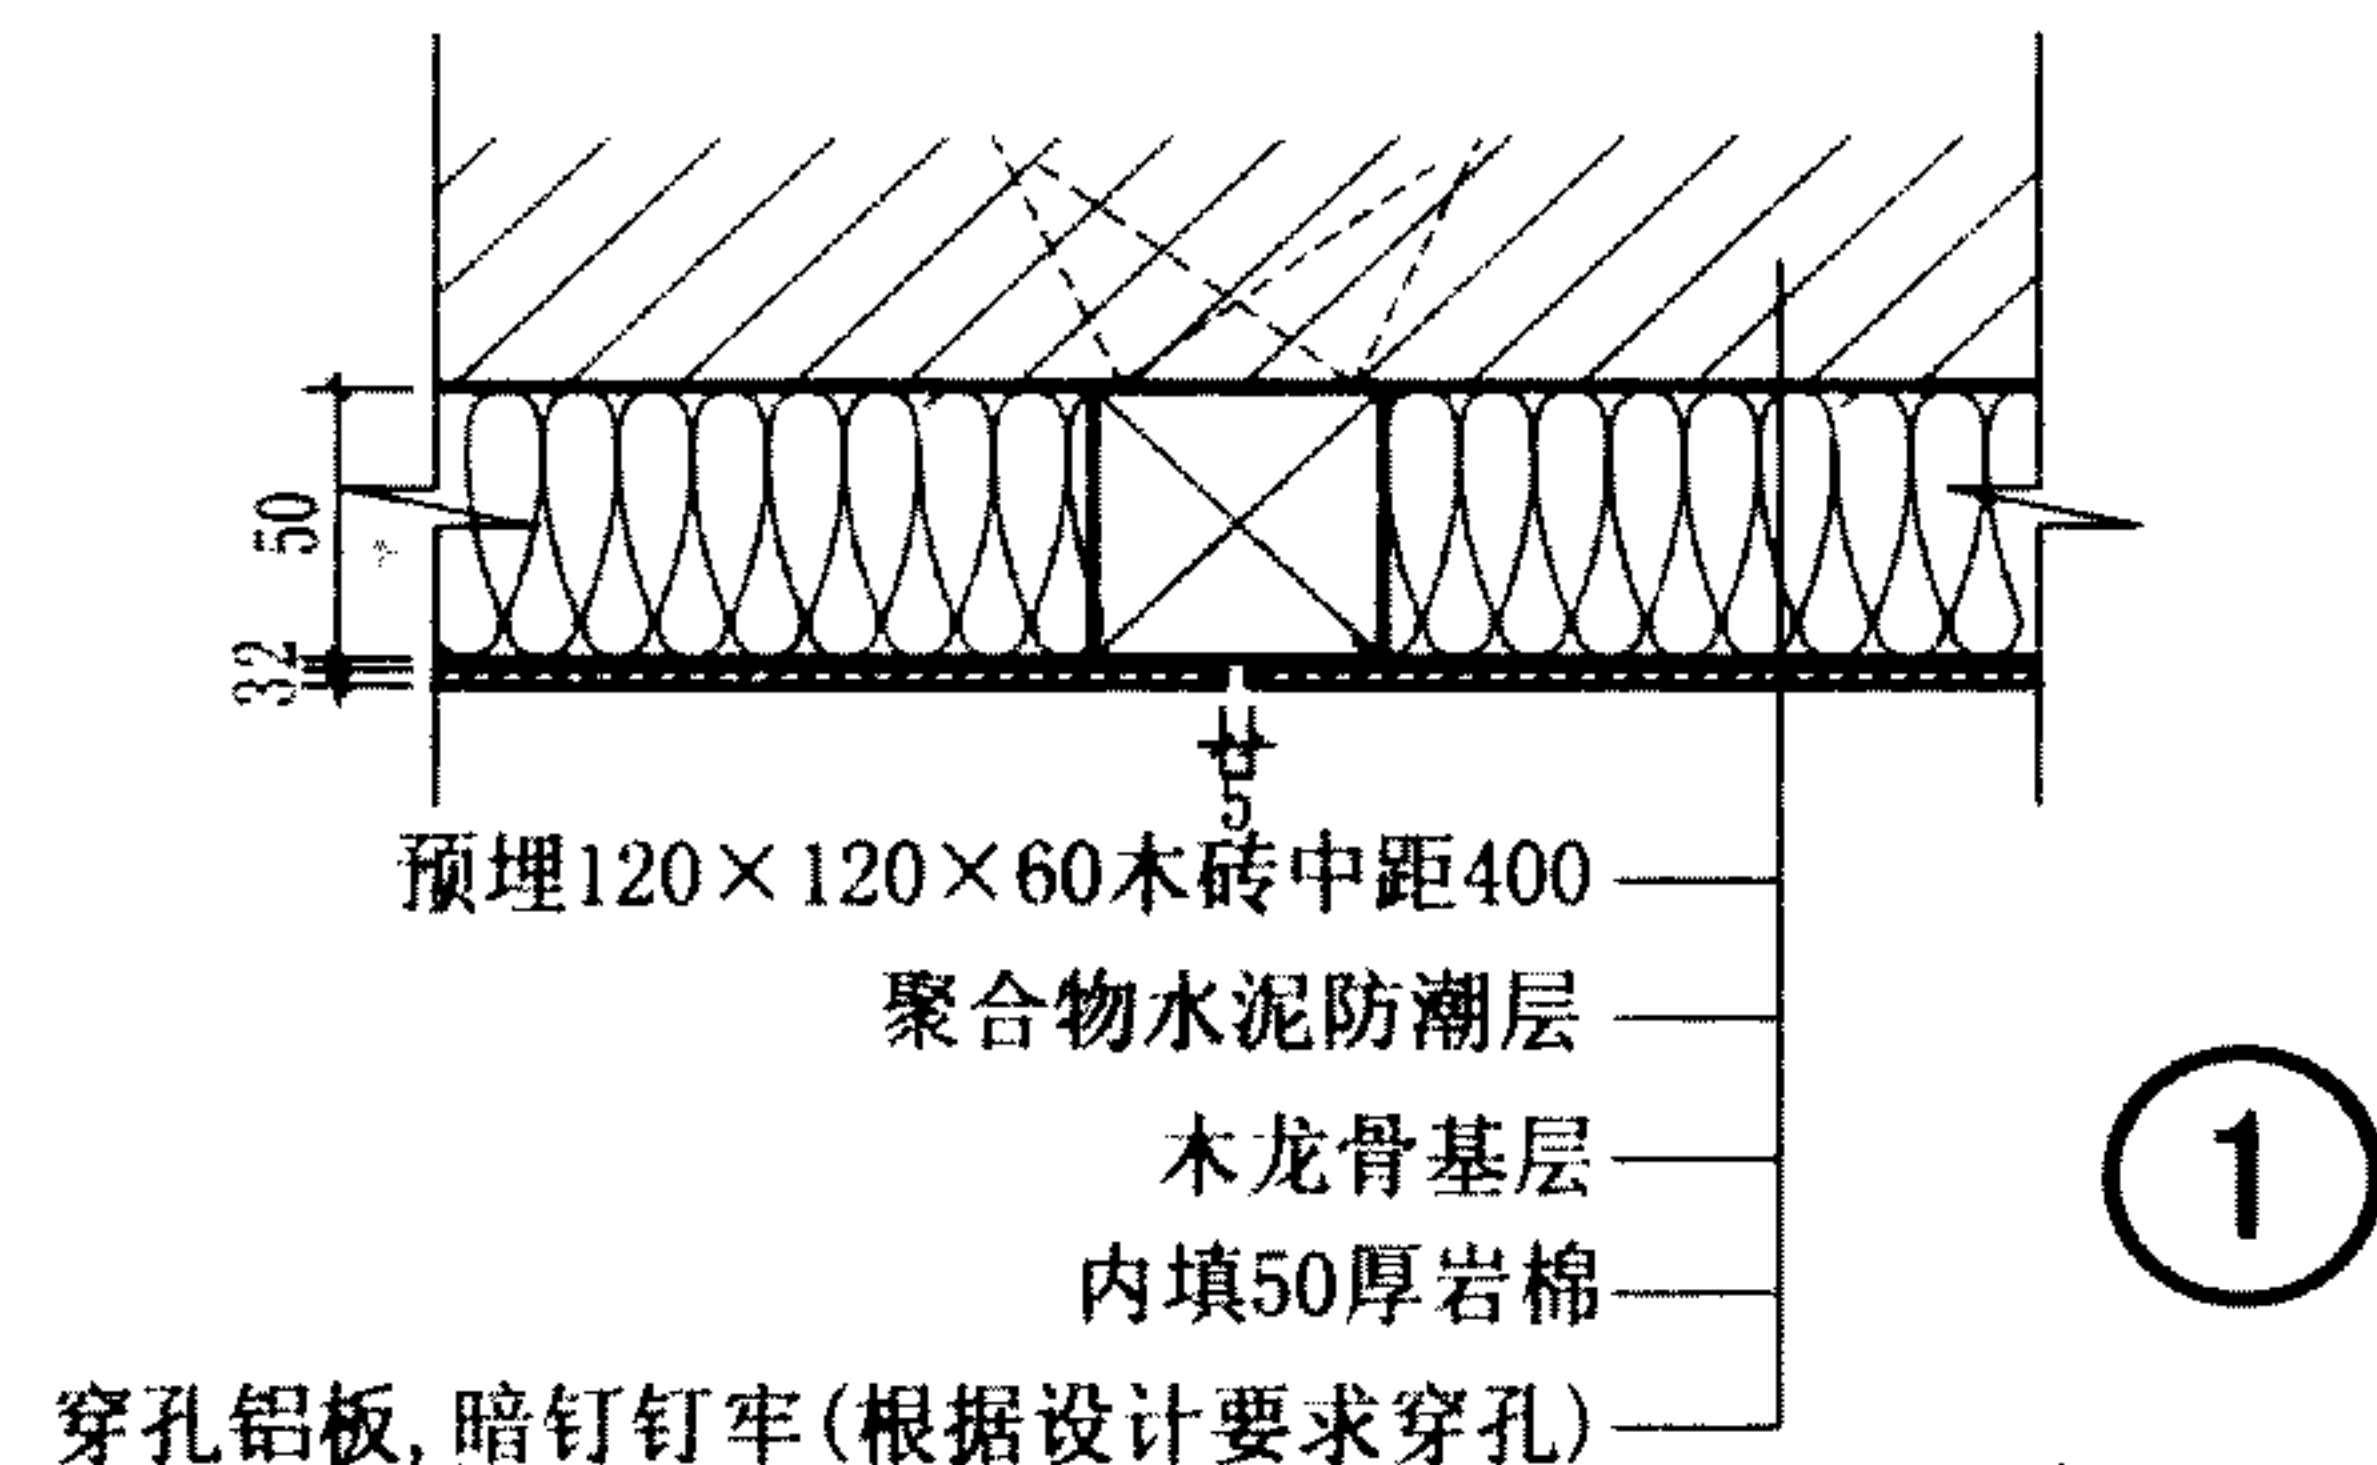 50
32
5
预埋120×120×60木砖中距400
聚合物水泥防潮层
木龙骨基层
内填50厚岩棉
穿孔铝板,暗钉钉牢(根据设计要求穿孔)
1